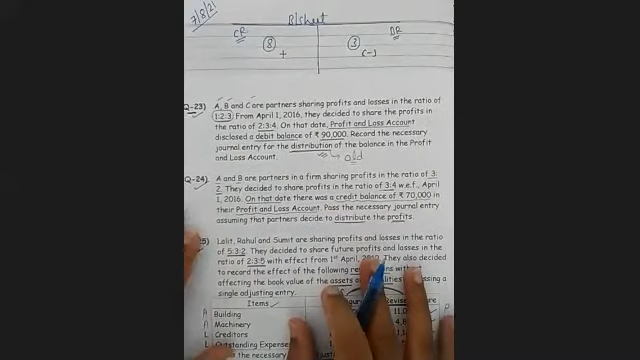 7/8/21
B/Sheet
CR
DR
8
3
+
(-)
Q-23) A, B and C are partners sharing profits and losses in the ratio of
1:2:3. From April 1, 2016, they decided to share the profits in
the ratio of 2:3:4. On that date, Profit and Loss Account
disclosed a debit balance of ₹ 90,000. Record the necessary
journal entry for the distribution of the balance in the Profit
and Loss Account.
old
Q-24) A and B are partners in a firm sharing profits in the ratio of 3:
2. They decided to share profits in the ratio of 3:4 w.e.f., April
1, 2016. On that date there was a credit balance of ₹ 70,000 in
their Profit and Loss Account. Pass the necessary journal entry
assuming that partners decide to distribute the profits.
25) Lalit, Rahul and Sumit are sharing profits and losses in the ratio
of 5:3:2. They decided to share future profits and losses in the
ratio of 2:3:5 with effect from 1st April, They also decided
to record the effect of the following
affecting the book value of the assets
single adjusting entry.
Items
A Building
A Machinery
L Creditors
L Outstanding Expense
the necessary